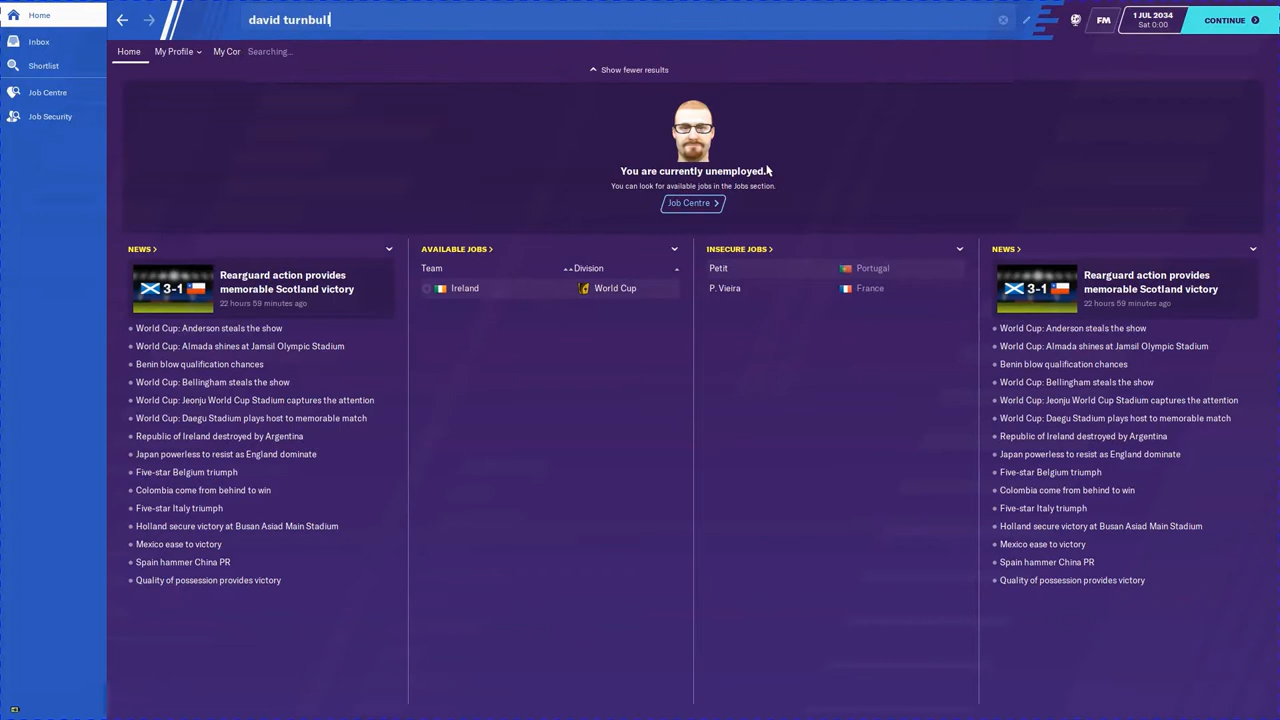 Home
Inbox
Shortlist
Job Centre
Job Security
david turnbull
FM
1 JUL 2034
Sat 0:00
CONTINUE
Home
My Profile
My Cor
Searching...
Show fewer results
You are currently unemployed.
You can look for available jobs in the Jobs section.
Job Centre
NEWS
Rearguard action provides
memorable Scotland victory
3-1
22 hours 59 minutes ago
World Cup: Anderson steals the show
World Cup: Almada shines at Jamsil Olympic Stadium
Benin blow qualification chances
World Cup: Bellingham steals the show
World Cup: Jeonju World Cup Stadium captures the attention
World Cup: Daegu Stadium plays host to memorable match
Republic of Ireland destroyed by Argentina
Japan powerless to resist as England dominate
Five-star Belgium triumph
Colombia come from behind to win
Five-star Italy triumph
Holland secure victory at Busan Asiad Main Stadium
Mexico ease to victory
Spain hammer China PR
Quality of possession provides victory
AVAILABLE JOBS
Team Division
Ireland World Cup
INSECURE JOBS
Petit Portugal
P. Vieira France
NEWS
Rearguard action provides
memorable Scotland victory
3-1
22 hours 59 minutes ago
World Cup: Anderson steals the show
World Cup: Almada shines at Jamsil Olympic Stadium
Benin blow qualification chances
World Cup: Bellingham steals the show
World Cup: Jeonju World Cup Stadium captures the attention
World Cup: Daegu Stadium plays host to memorable match
Republic of Ireland destroyed by Argentina
Japan powerless to resist as England dominate
Five-star Belgium triumph
Colombia come from behind to win
Five-star Italy triumph
Holland secure victory at Busan Asiad Main Stadium
Mexico ease to victory
Spain hammer China PR
Quality of possession provides victory